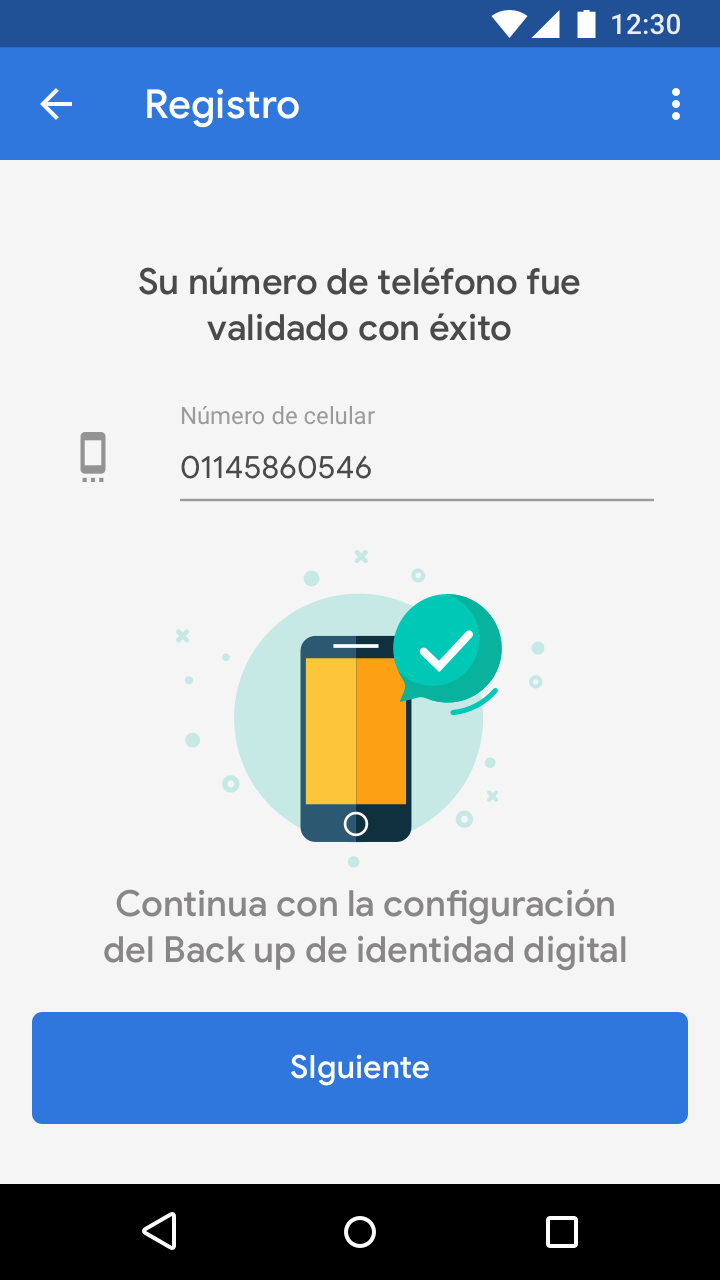 12:30
Registro
Su número de teléfono fue
validado con éxito
Número de celular
01145860546
Continua con la configuración
del Back up de identidad digital
SIguiente